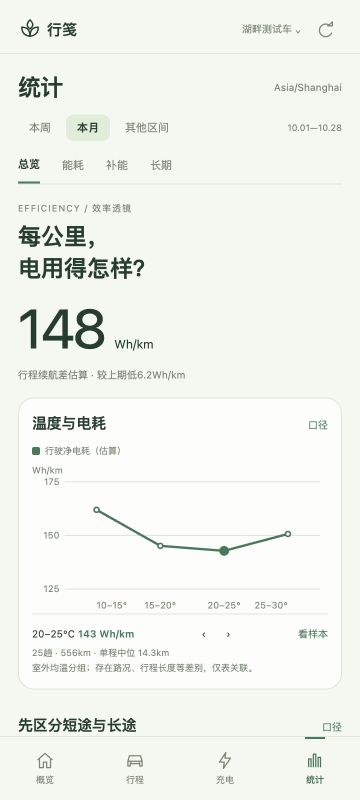 行笺
湖畔测试车
统计
Asia/Shanghai
本周 本月 其他区间 10.01—10.28
总览 能耗 补能 长期
EFFICIENCY / 效率透镜
每公里，
电用得怎样？
148 Wh/km
行程续航差估算 · 较上期低6.2Wh/km
温度与电耗 口径
行驶净电耗（估算）
Wh/km
175
150
125
10–15° 15–20° 20–25° 25–30°
20–25°C 143 Wh/km ‹ › 看样本
25趟 · 556km · 单程中位 14.3km
室外均温分组；存在路况、行程长度等差别，仅表关联。
先区分短途与长途 口径
概览 行程 充电 统计